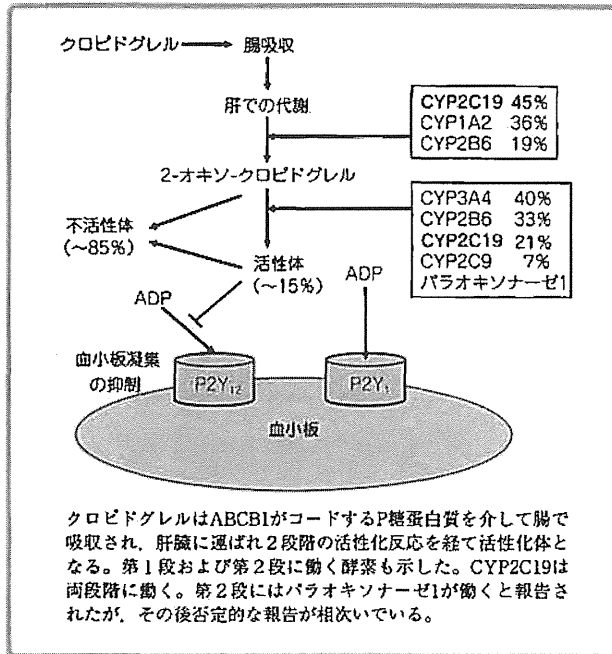 クロピドグレル
腸吸収
肝での代謝
CYP2C19 45%
CYP1A2 36%
CYP2B6 19%
2-オキソ-クロピドグレル
CYP3A4 40%
CYP2B6 33%
CYP2C19 21%
CYP2C9 7%
パラオキソナーゼ1
不活性体
(~85%)
活性体
(~15%)
ADP
ADP
血小板凝集
の抑制
P2Y12
P2Y1
血小板
クロピドグレルはABCB1がコードするP糖蛋白質を介して腸で
吸収され,肝臓に運ばれ2段階の活性化反応を経て活性化体と
なる。第1段および第2段に働く酵素も示した。CYP2C19は
両段階に働く。第2段にはパラオキソナーゼ1が働くと報告さ
れたが,その後否定的な報告が相次いでいる。